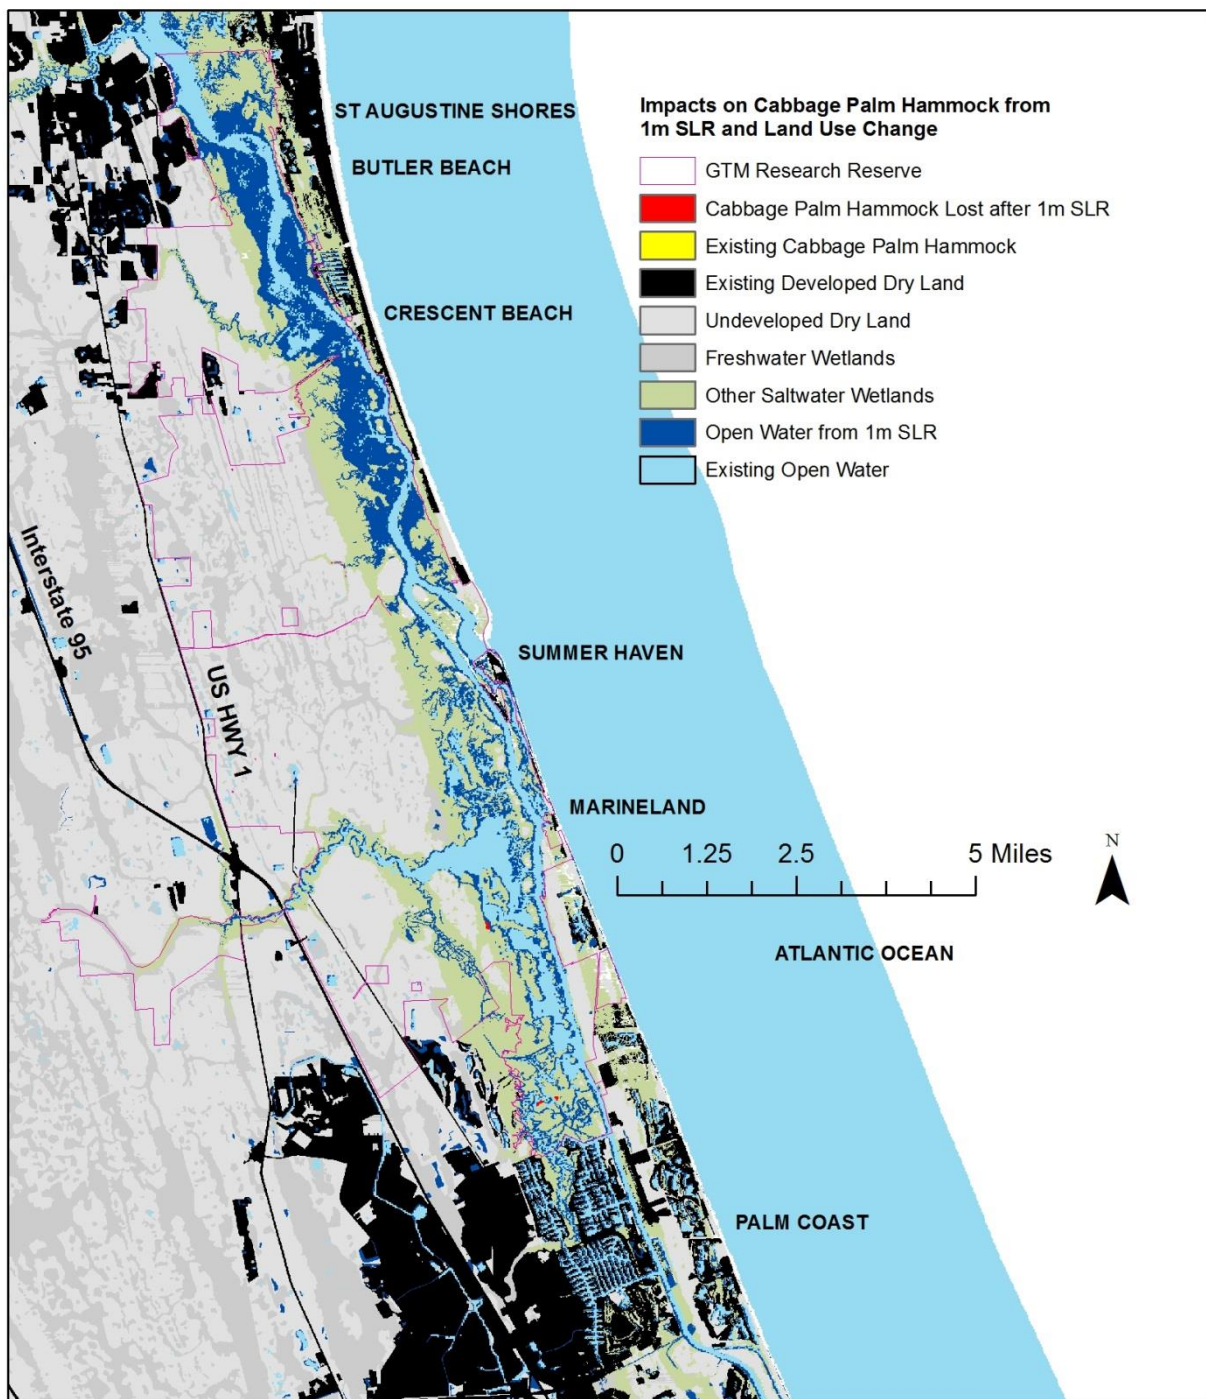 ST AUGUSTINE SHORES
BUTLER BEACH
CRESCENT BEACH
Impacts on Cabbage Palm Hammock from
1m SLR and Land Use Change
GTM Research Reserve
Cabbage Palm Hammock Lost after 1m SLR
Existing Cabbage Palm Hammock
Existing Developed Dry Land
Undeveloped Dry Land
Freshwater Wetlands
Other Saltwater Wetlands
Open Water from 1m SLR
Existing Open Water
Interstate 95
US HWY 1
SUMMER HAVEN
MARINELAND
0 1.25 2.5 5 Miles
N
ATLANTIC OCEAN
PALM COAST